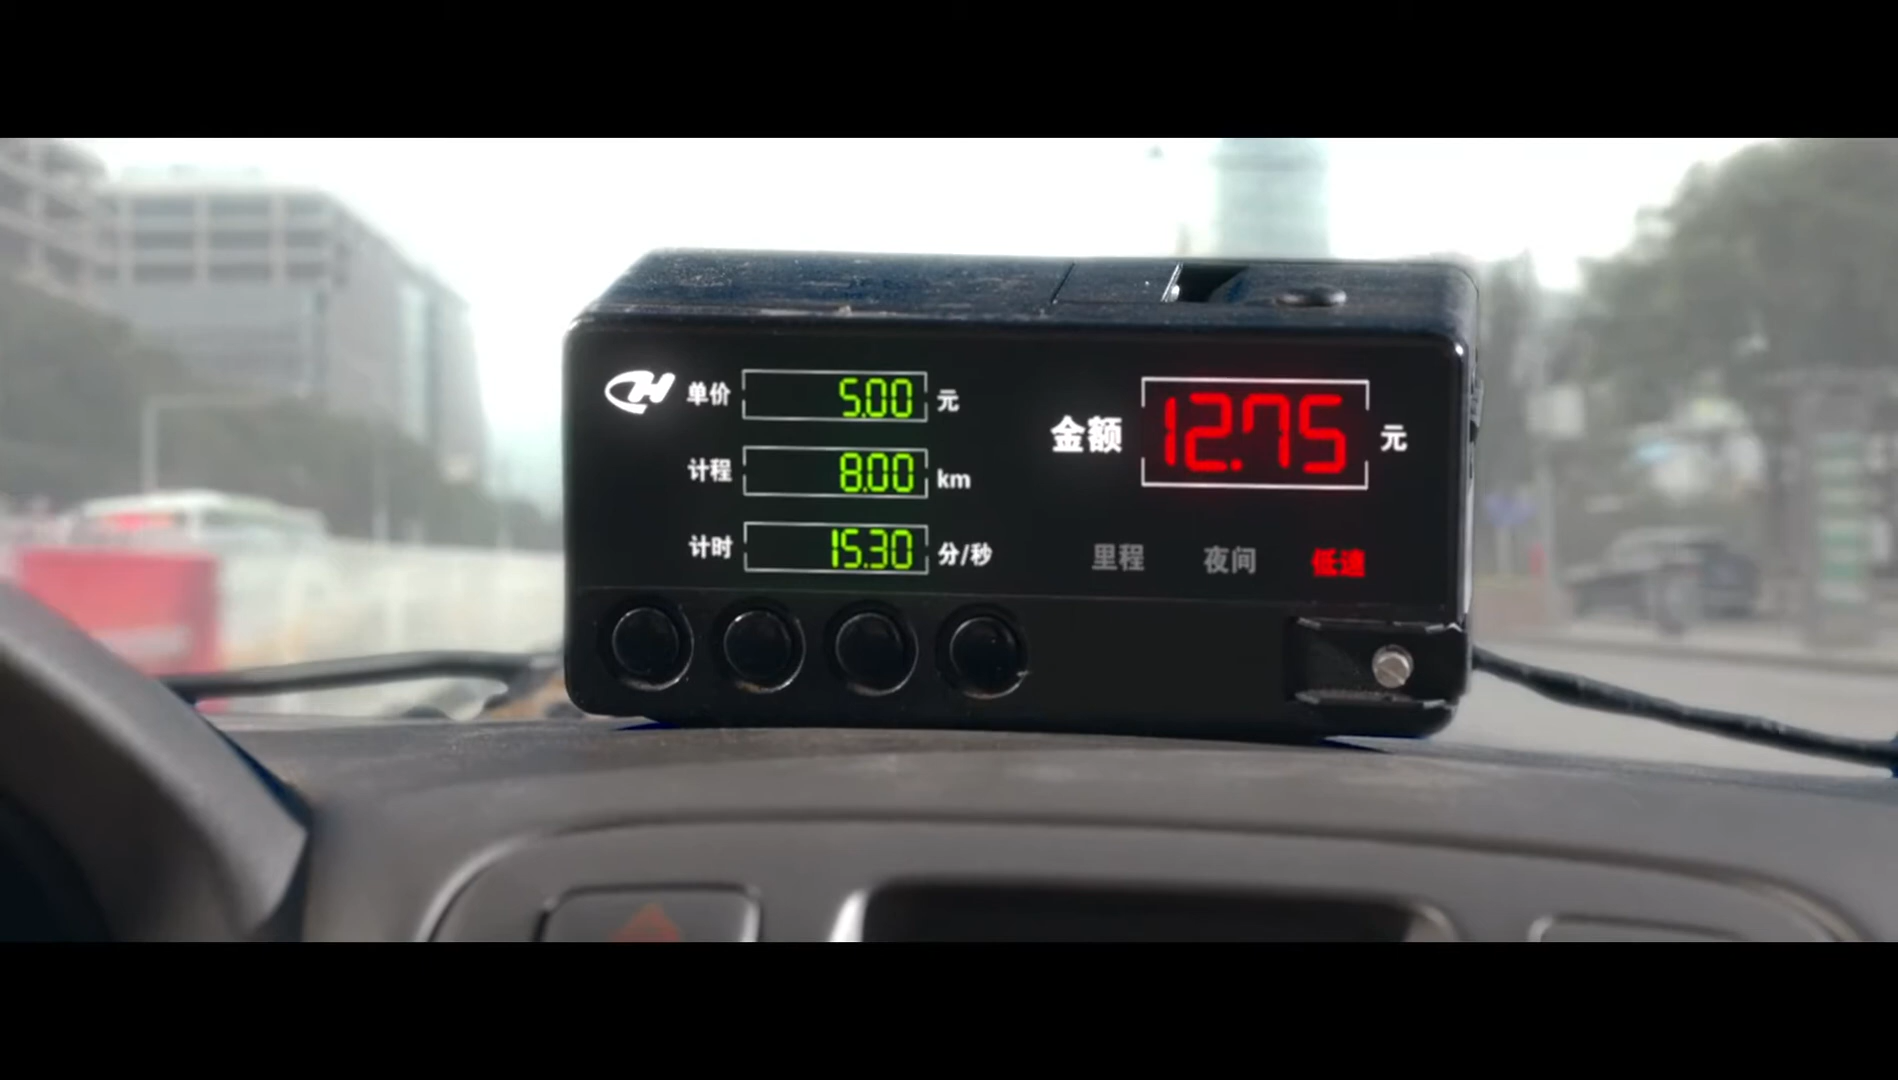 CH 单价 5.00 元
计程 8.00 km
计时 15.30 分/秒
金额 12.75 元
里程 夜间 低速